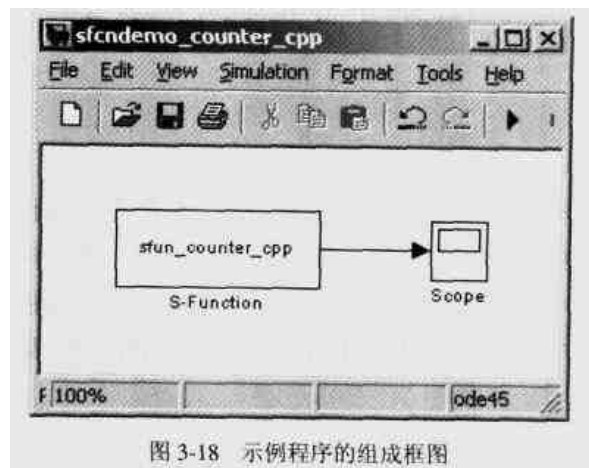 sfcndemo_counter_cpp
File Edit View Simulation Format Tools Help
sfun_counter_cpp
S-Function
Scope
F 100% ode45
图 3-18 示例程序的组成框图